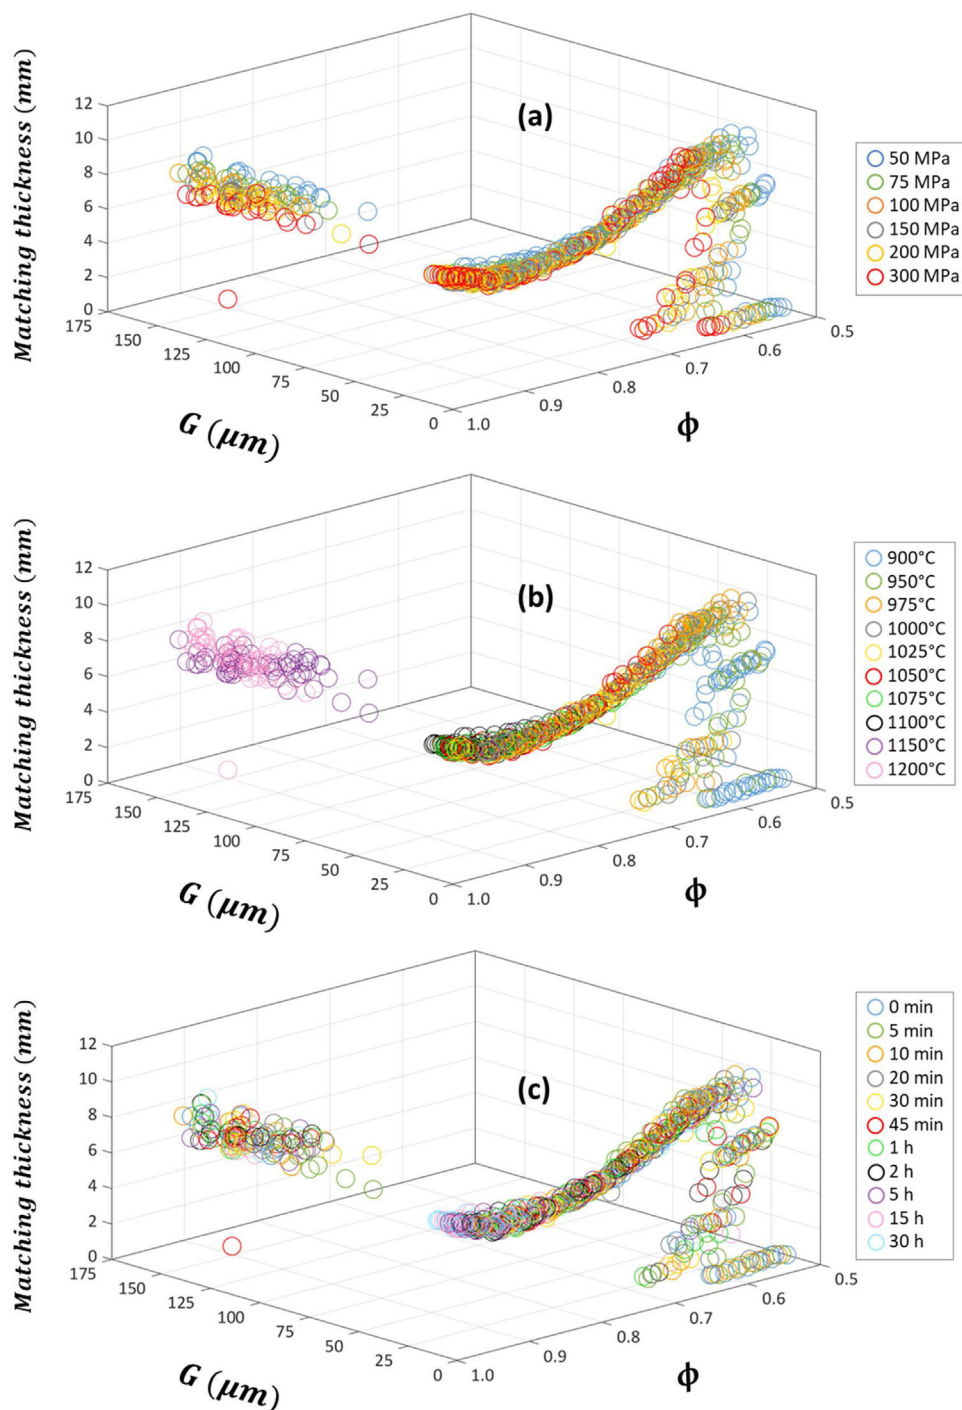 Matching thickness (mm)
12
10
8
6
4
2
0
175
150
125
100
75
50
25
0
1.0
0.9
0.8
0.7
0.6
0.5
G (μm)
ϕ
(a)
50 MPa
75 MPa
100 MPa
150 MPa
200 MPa
300 MPa
Matching thickness (mm)
12
10
8
6
4
2
0
175
150
125
100
75
50
25
0
1.0
0.9
0.8
0.7
0.6
0.5
G (μm)
ϕ
(b)
900°C
950°C
975°C
1000°C
1025°C
1050°C
1075°C
1100°C
1150°C
1200°C
Matching thickness (mm)
12
10
8
6
4
2
0
175
150
125
100
75
50
25
0
1.0
0.9
0.8
0.7
0.6
0.5
G (μm)
ϕ
(c)
0 min
5 min
10 min
20 min
30 min
45 min
1 h
2 h
5 h
15 h
30 h